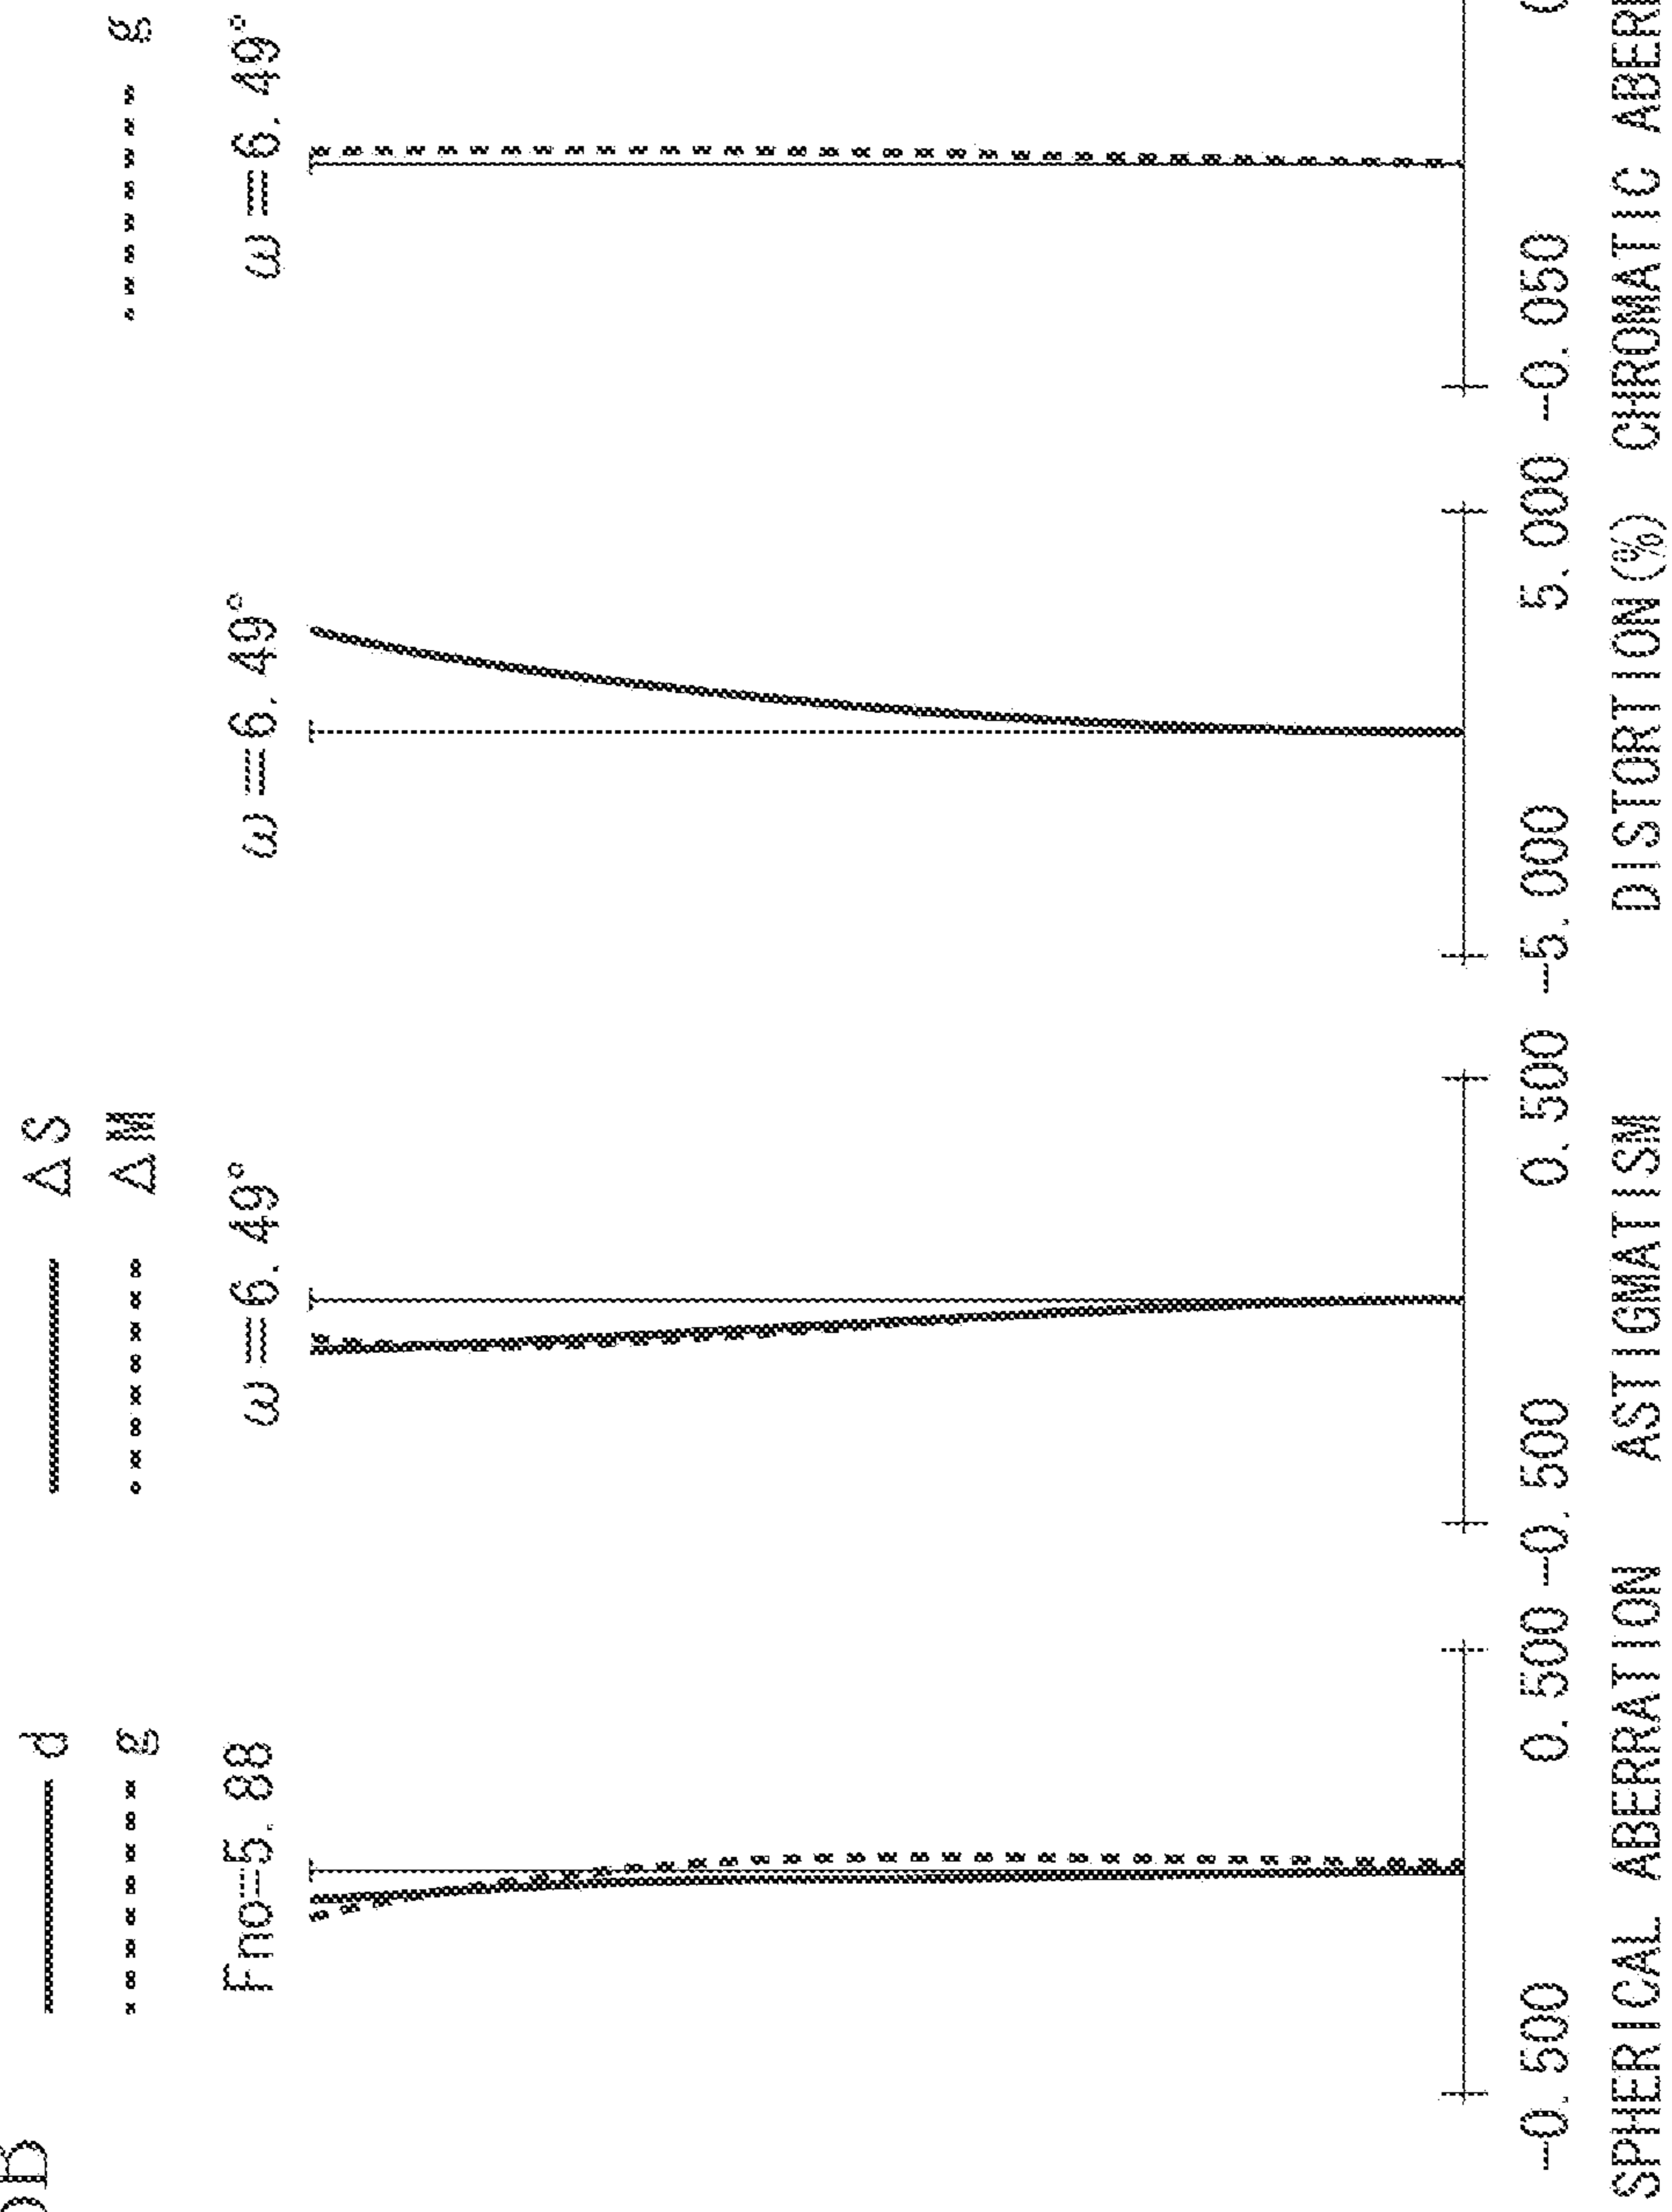 d ΔS
g ΔM g
Fno=5. 88 ω=6. 49° ω=6. 49° ω=6. 49°
-0. 500 0. 500 -0. 500 0. 500 -5. 000 5. 000 -0. 050
SPHERICAL ABERRATION ASTIGMATISM DISTORTION(%) CHROMATIC